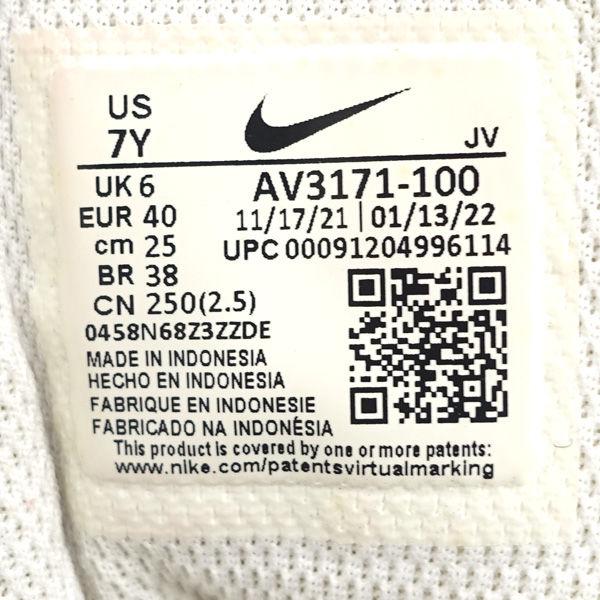 US
7Y
JV
UK 6
AV3171-100
EUR 40
11/17/21 | 01/13/22
cm 25
UPC 00091204996114
BR 38
CN 250(2.5)
0458N68Z3ZZDE
MADE IN INDONESIA
HECHO EN INDONESIA
FABRIQUE EN INDONESIE
FABRICADO NA INDONÉSIA
This product is covered by one or more patents:
www.nike.com/patentsvirtualmarking